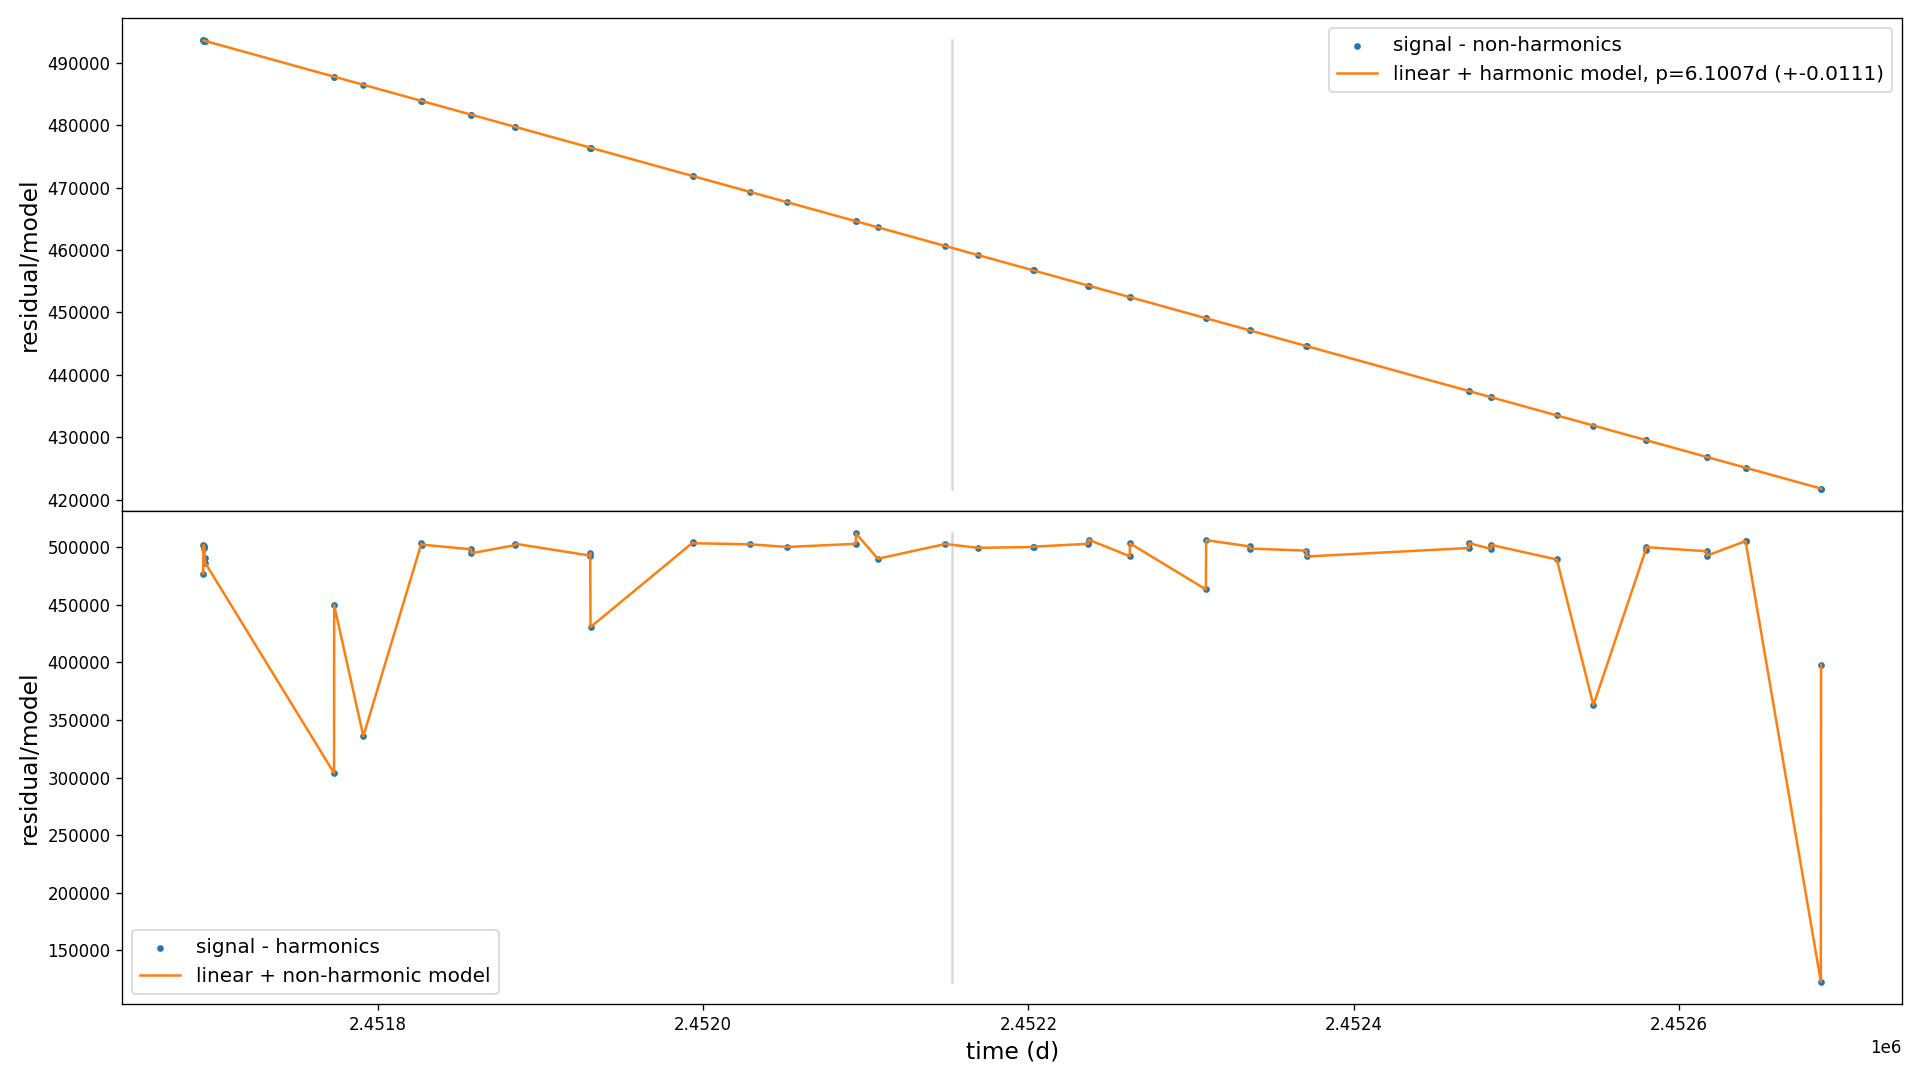 490000
480000
470000
460000
450000
440000
430000
420000
residual/model
signal - non-harmonics
linear + harmonic model, p=6.1007d (+-0.0111)
500000
450000
400000
350000
300000
250000
200000
150000
residual/model
signal - harmonics
linear + non-harmonic model
2.4518 2.4520 2.4522 2.4524 2.4526
1e6
time (d)